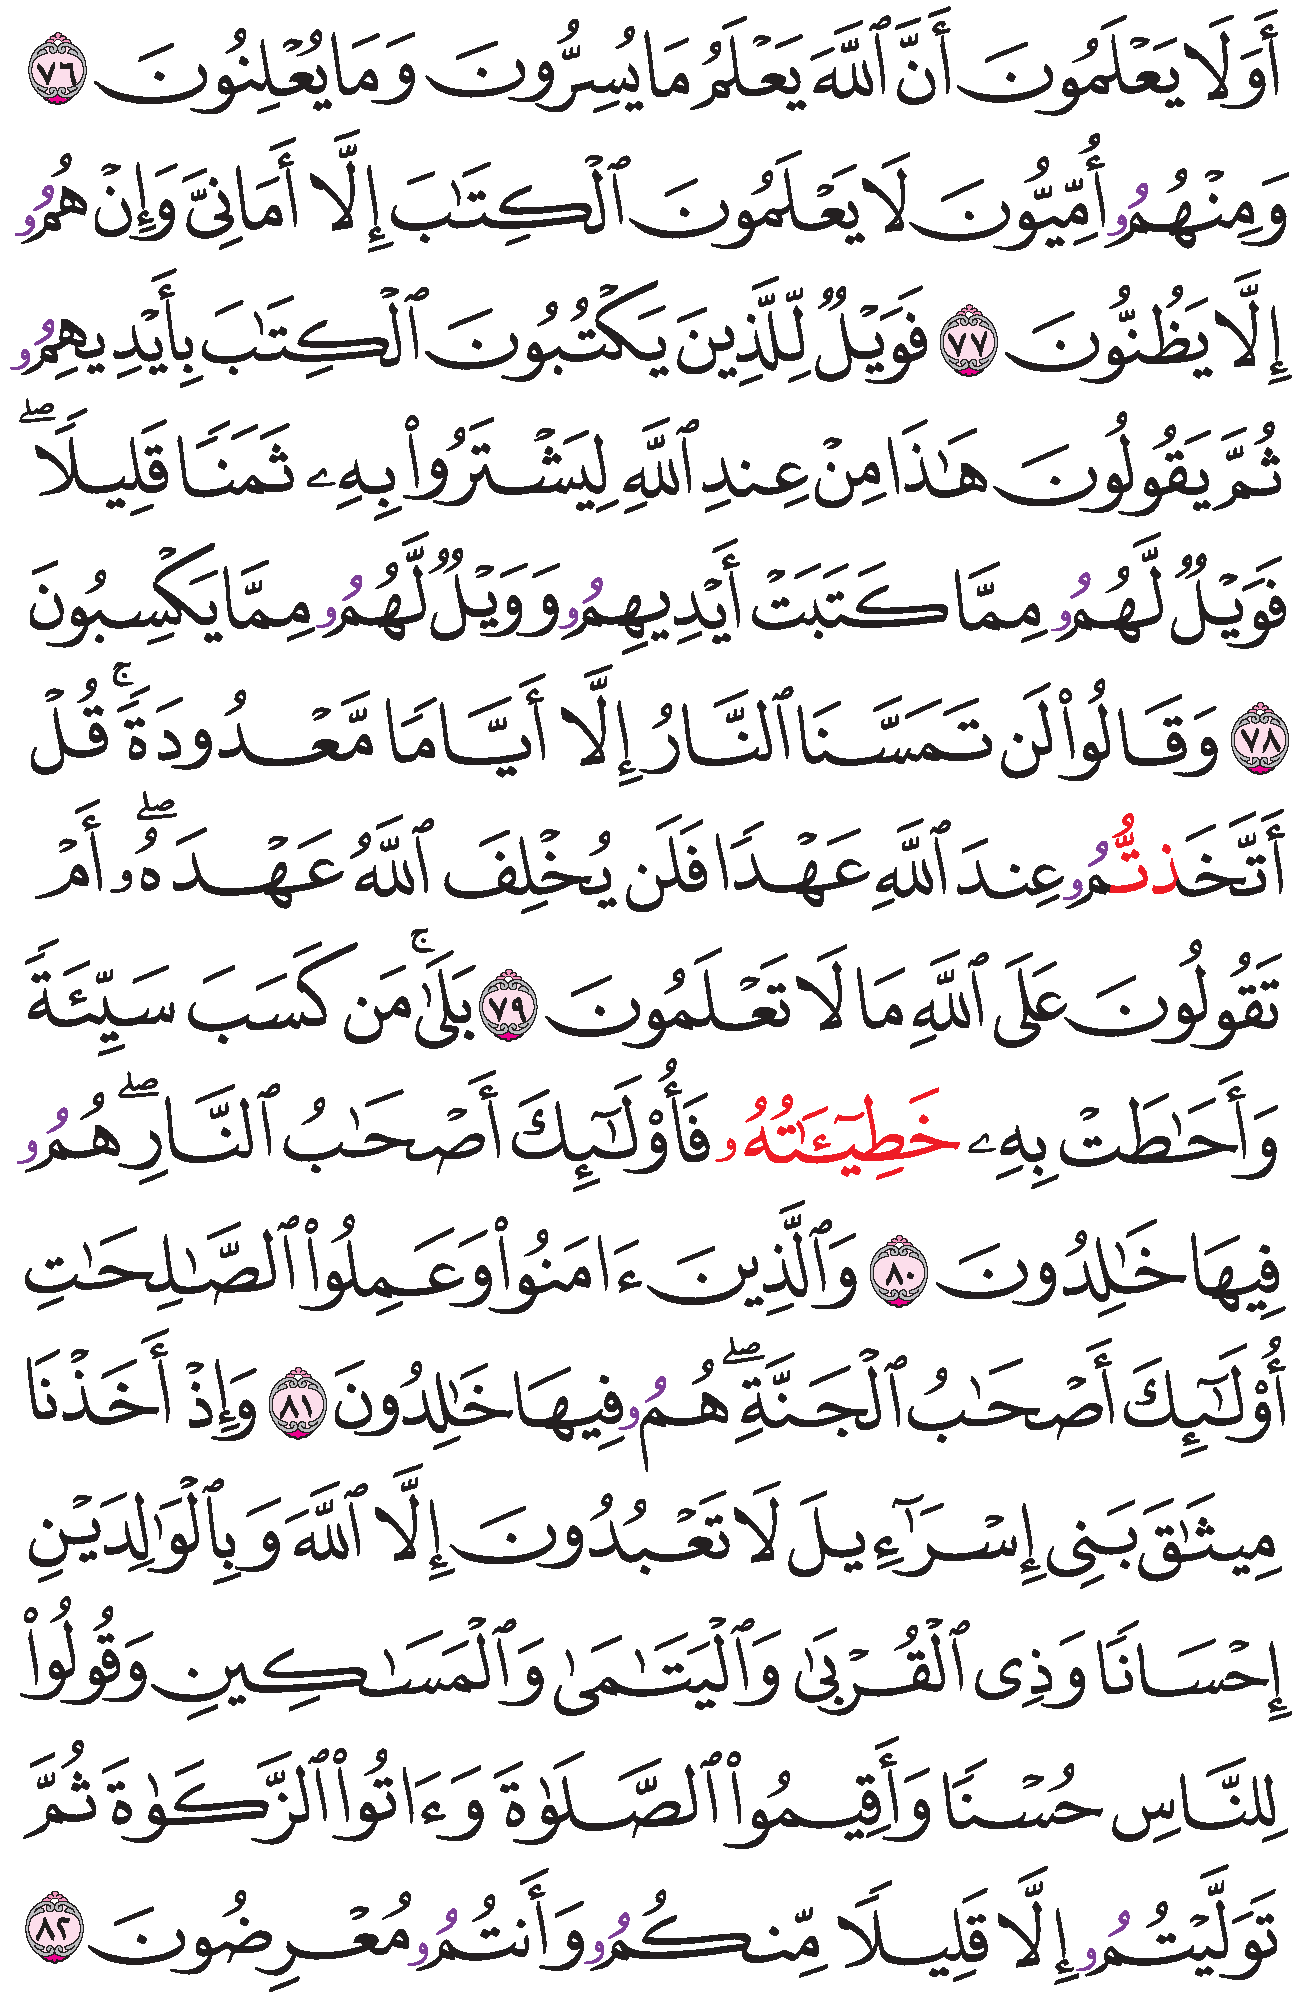 أَوَلَا يَعْلَمُونَ أَنَّ ٱللَّهَ يَعْلَمُ مَا يُسِرُّونَ وَمَا يُعْلِنُونَ ٧٦
وَمِنْهُمُۥ أُمِّيُّونَ لَا يَعْلَمُونَ ٱلْكِتَٰبَ إِلَّا أَمَانِيَّ وَإِنْ هُمُۥ
إِلَّا يَظُنُّونَ ٧٧ فَوَيْلٌ لِّلَّذِينَ يَكْتُبُونَ ٱلْكِتَٰبَ بِأَيْدِيهِمُۥ
ثُمَّ يَقُولُونَ هَٰذَا مِنْ عِندِ ٱللَّهِ لِيَشْتَرُوا۟ بِهِۦ ثَمَنًا قَلِيلًا ۖ
فَوَيْلٌ لَّهُمُۥ مِمَّا كَتَبَتْ أَيْدِيهِمُۥ وَوَيْلٌ لَّهُمُۥ مِمَّا يَكْسِبُونَ
٧٨ وَقَالُوا۟ لَن تَمَسَّنَا ٱلنَّارُ إِلَّا أَيَّامًا مَّعْدُودَةً ۚ قُلْ
أَتَّخَذتُّمُۥ عِندَ ٱللَّهِ عَهْدًا فَلَن يُخْلِفَ ٱللَّهُ عَهْدَهُۥ ۖ أَمْ
تَقُولُونَ عَلَى ٱللَّهِ مَا لَا تَعْلَمُونَ ٧٩ بَلَىٰ ۚ مَن كَسَبَ سَيِّئَةً
وَأَحَٰطَتْ بِهِۦ خَطِيٓـَٰٔتُهُۥ فَأُو۟لَٰٓئِكَ أَصْحَٰبُ ٱلنَّارِ ۖ هُمُۥ
فِيهَا خَٰلِدُونَ ٨٠ وَٱلَّذِينَ ءَامَنُوا۟ وَعَمِلُوا۟ ٱلصَّٰلِحَٰتِ
أُو۟لَٰٓئِكَ أَصْحَٰبُ ٱلْجَنَّةِ ۖ هُمُۥ فِيهَا خَٰلِدُونَ ٨١ وَإِذْ أَخَذْنَا
مِيثَٰقَ بَنِى إِسْرَٰٓءِيلَ لَا تَعْبُدُونَ إِلَّا ٱللَّهَ وَبِٱلْوَٰلِدَيْنِ
إِحْسَانًا وَذِى ٱلْقُرْبَىٰ وَٱلْيَتَٰمَىٰ وَٱلْمَسَٰكِينِ وَقُولُوا۟
لِلنَّاسِ حُسْنًا وَأَقِيمُوا۟ ٱلصَّلَوٰةَ وَءَاتُوا۟ ٱلزَّكَوٰةَ ثُمَّ
تَوَلَّيْتُمُۥ إِلَّا قَلِيلًا مِّنكُمُۥ وَأَنتُمُۥ مُعْرِضُونَ ٨٢